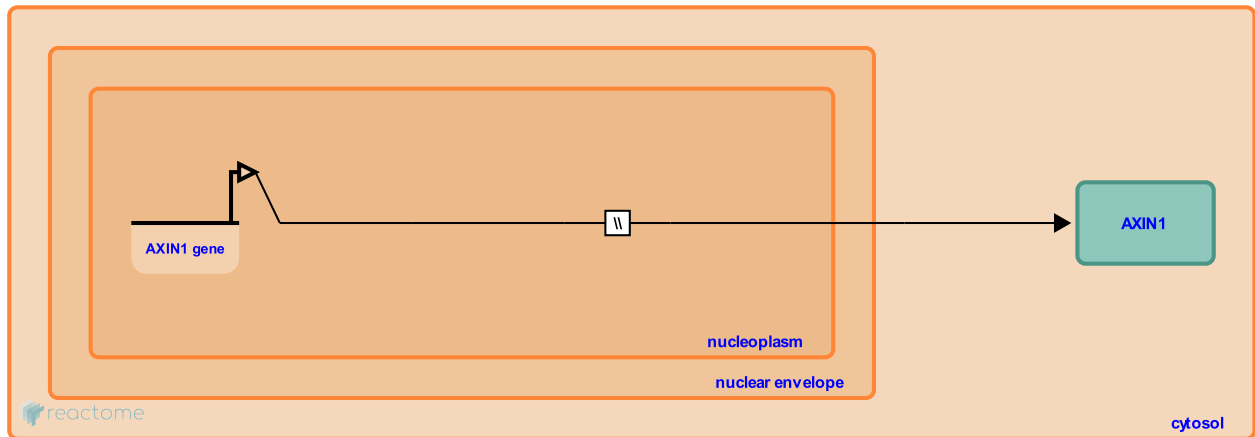 AXIN1 gene
\\
AXIN1
nucleoplasm
nuclear envelope
reactome
cytosol